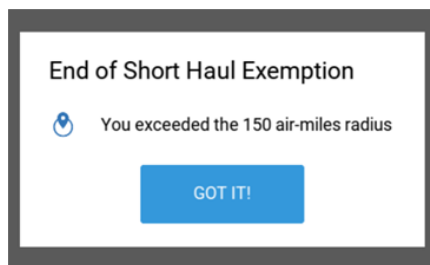 End of Short Haul Exemption
You exceeded the 150 air-miles radius
GOT IT!